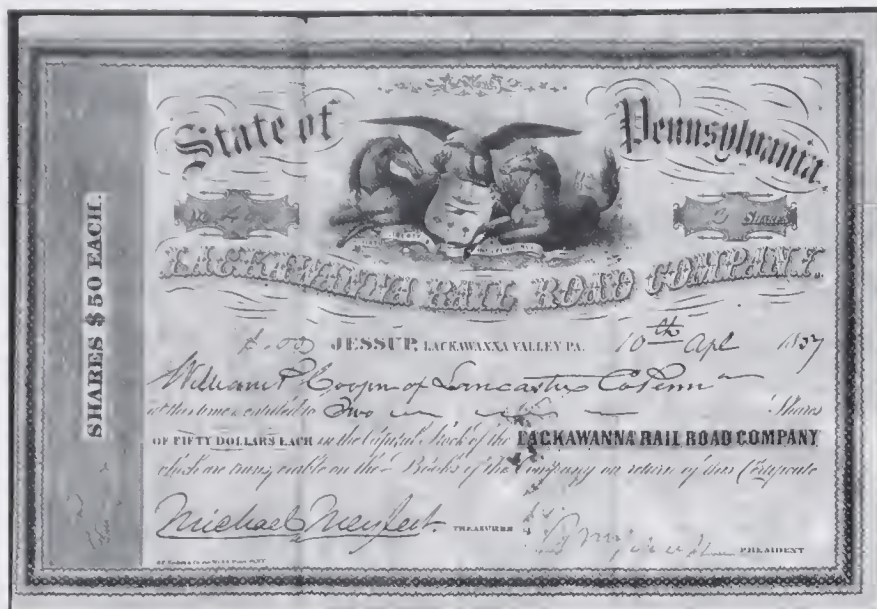 State of Pennsylvania.
Shares
LACKAWANNA RAIL ROAD COMPANY.
SHARES $50 EACH.
JESSUP, LACKAWANNA VALLEY PA. 10th Apl 1857
William P Cooper of Lancaster Co Penn
at this time is entitled to Two Shares
OF FIFTY DOLLARS EACH in the Capital Stock of the LACKAWANNA RAIL ROAD COMPANY
which are transferable on the Books of the Company on return of this Certificate
Michael Meylert. TREASURER PRESIDENT